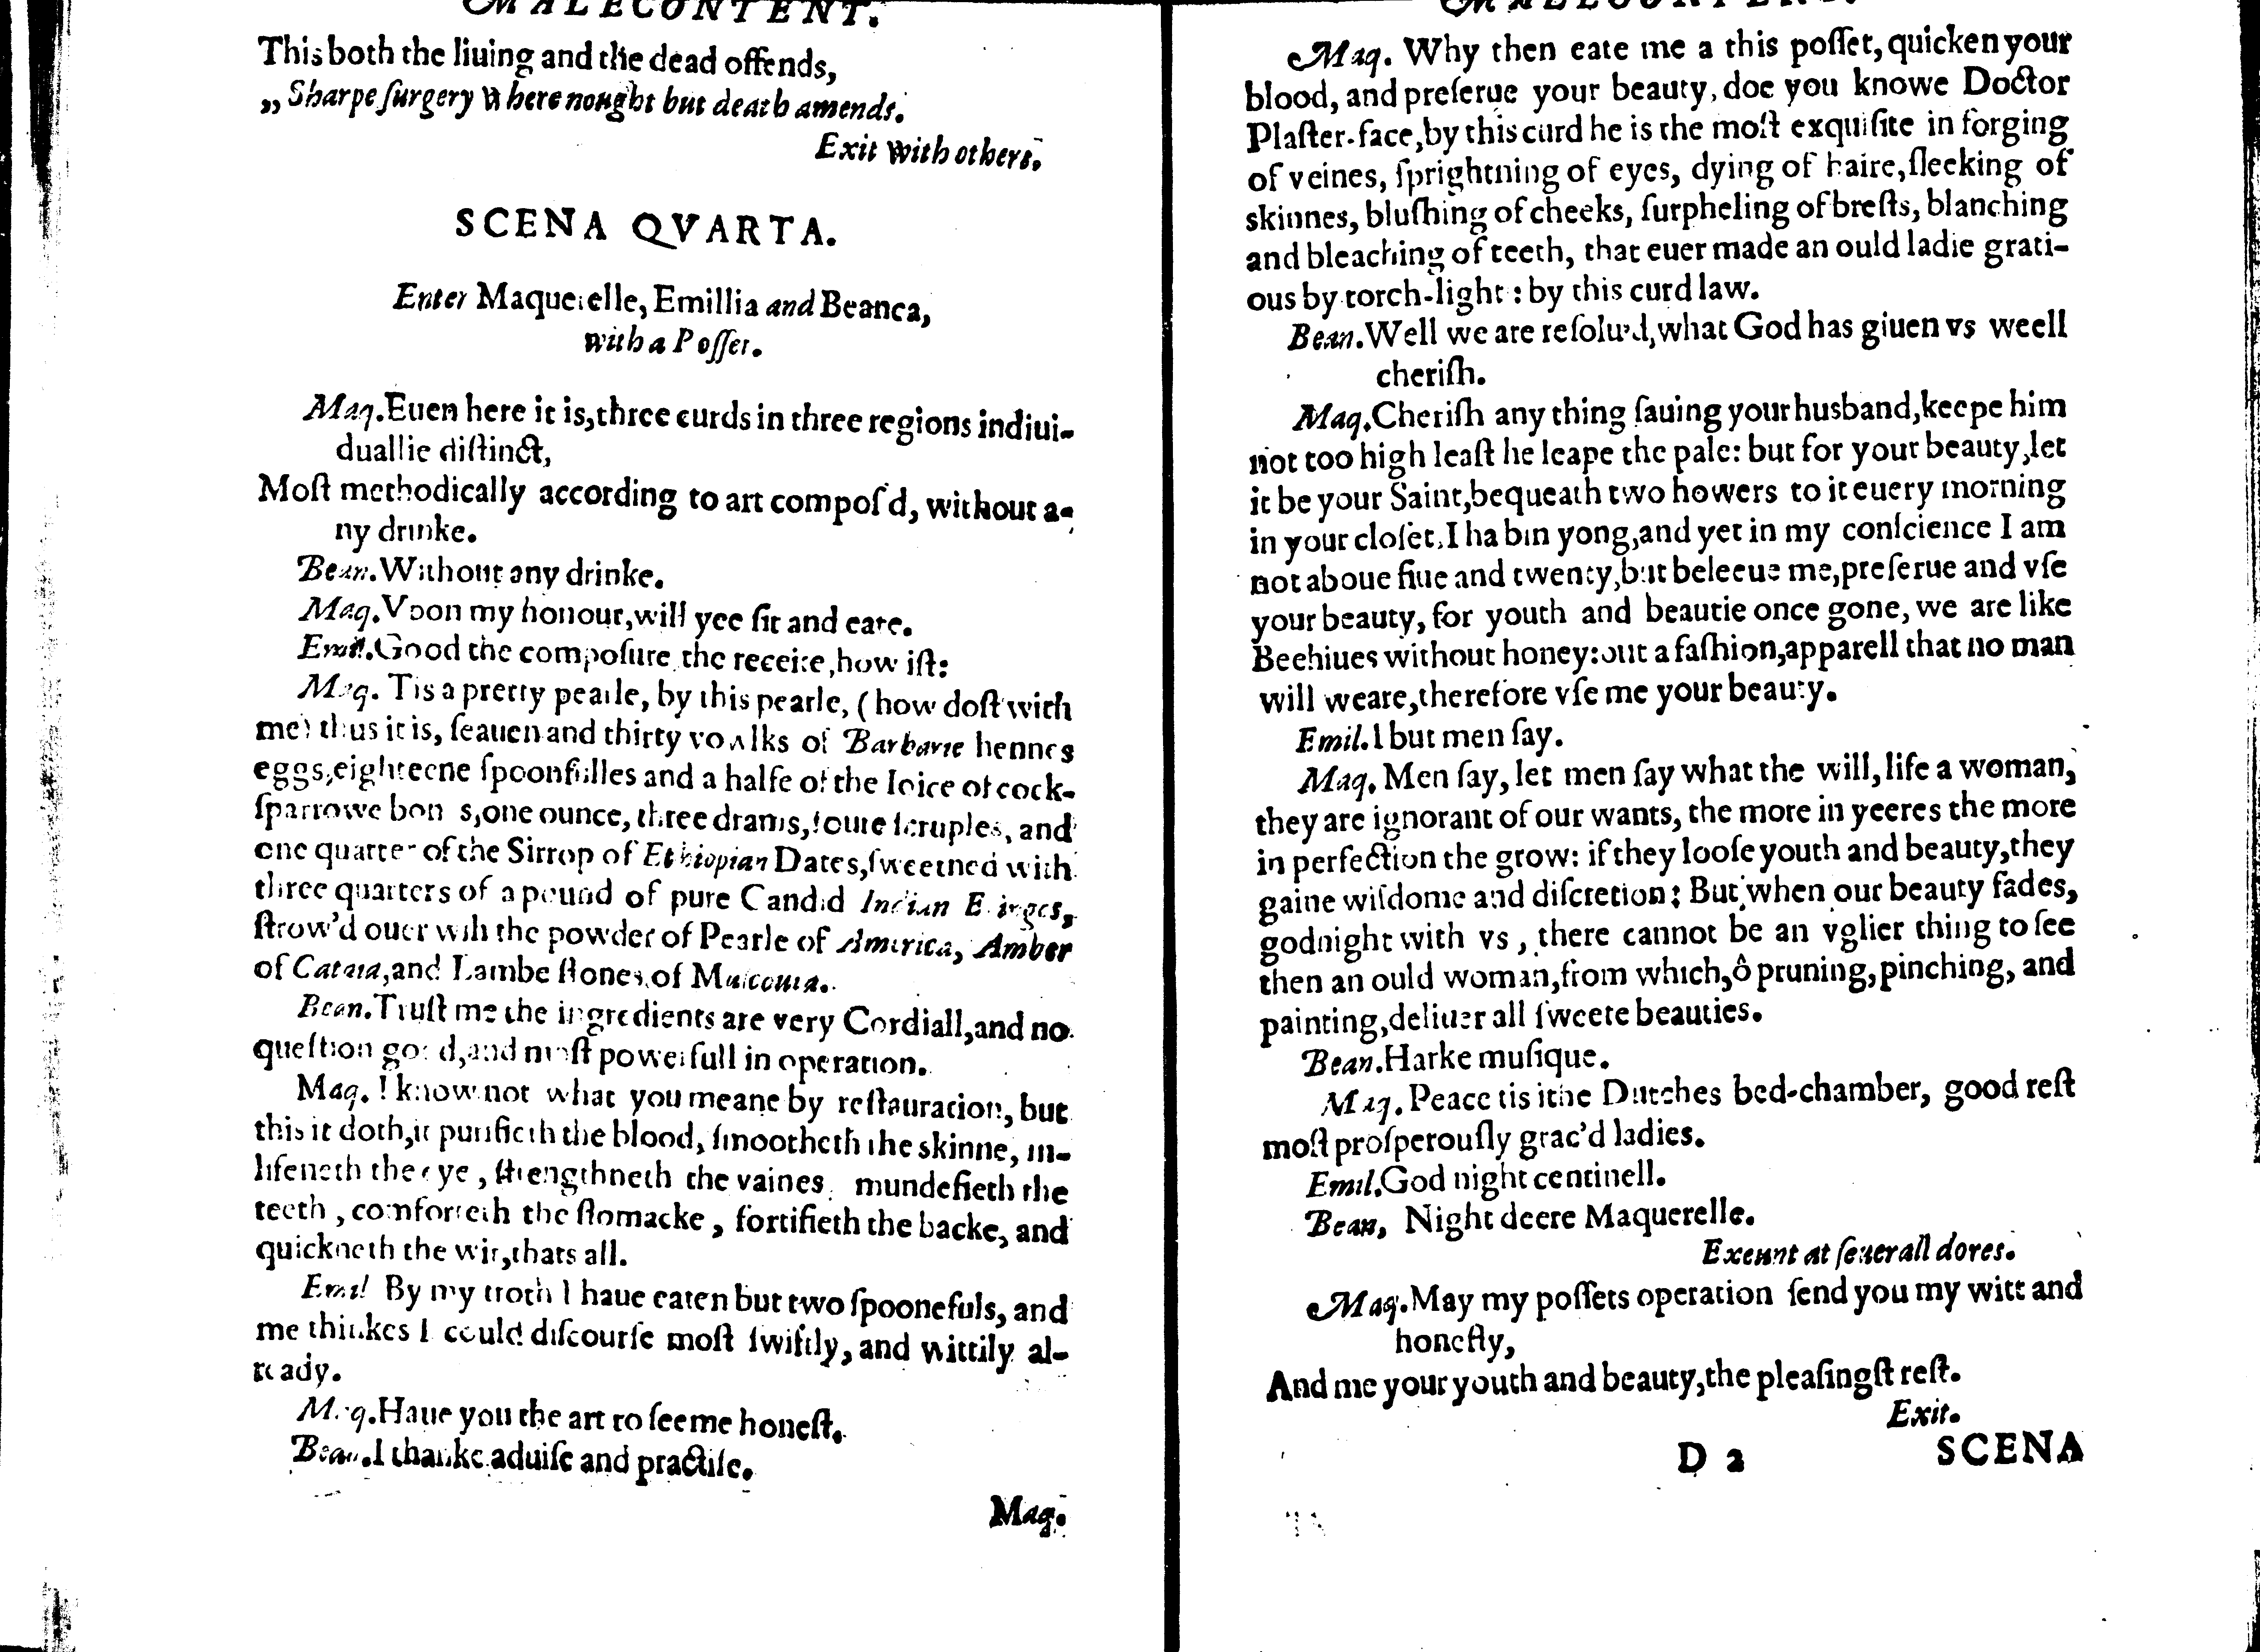 MALECONTENT.
This both the liuing and the dead offends,
„ Sharpe ſurgery where nought but death amends.
Exit with others.
SCENA QVARTA.
Enter Maquerelle, Emillia and Beanca,
with a Poſſet.
Maq. Euen here it is, three curds in three regions indiui-
duallie diſtinct,
Moſt methodically according to art compoſ'd, without a-
ny drinke.
Bean. Without any drinke.
Maq. Vpon my honour, will yee ſit and eate.
Emil. Good the compoſure, the receite, how iſt:
Maq. Tis a pretty pearle, by this pearle, (how doſt with
me) thus it is, ſeauen and thirty yoalks of Barbarie hennes
eggs, eighteene ſpoonfulles and a halfe of the Ioice of cock-
ſparrowe bones, one ounce, three drams, foure ſcruples, and
one quarter of the Sirrop of Ethiopian Dates, ſweetned with
three quarters of a pound of pure Candid Indian Eringes,
ſtrow'd ouer with the powder of Pearle of America, Amber
of Cataia, and Lambe ſtones of Muſcouia.
Bean. Truſt me the ingredients are very Cordiall, and no
queſtion good, and moſt powerfull in operation.
Maq. I know not what you meane by reſtauration, but
this it doth, it purifieth the blood, ſmootheth the skinne, in-
lifeneth the eye, ſtrengthneth the vaines, mundefieth the
teeth, comforteth the ſtomacke, fortifieth the backe, and
quickneth the wit, thats all.
Emil By my troth I haue eaten but two ſpoonefuls, and
me thinkes I could diſcourſe moſt ſwiftly, and wittily al-
ready.
Maq. Haue you the art to ſeeme honeſt.
Bean. I thanke aduiſe and practiſe.
Maq.
MALECONTENT.
Maq. Why then eate me a this poſſet, quicken your
blood, and preſerue your beauty, doe you knowe Doctor
Plaſter-face, by this curd he is the moſt exquiſite in forging
of veines, ſprightning of eyes, dying of haire, ſleeking of
skinnes, bluſhing of cheeks, ſurpheling of breſts, blanching
and bleaching of teeth, that euer made an ould ladie grati-
ous by torch-light: by this curd law.
Bean. Well we are reſolu'd, what God has giuen vs weell
cheriſh.
Maq. Cheriſh any thing ſauing your husband, keepe him
not too high leaſt he leape the pale: but for your beauty, let
it be your Saint, bequeath two howers to it euery morning
in your cloſet, I ha bin yong, and yet in my conſcience I am
not aboue fiue and twenty, but beleeue me, preſerue and vſe
your beauty, for youth and beautie once gone, we are like
Beehiues without honey: out a faſhion, apparell that no man
will weare, therefore vſe me your beauty.
Emil. I but men ſay.
Maq. Men ſay, let men ſay what the will, life a woman,
they are ignorant of our wants, the more in yeeres the more
in perfection the grow: if they looſe youth and beauty, they
gaine wiſdome and diſcretion: But when our beauty fades,
godnight with vs, there cannot be an vglier thing to ſee
then an ould woman, from which, ô pruning, pinching, and
painting, deliuer all ſweete beauties.
Bean. Harke muſique.
Maq. Peace tis ithe Dutches bed-chamber, good reſt
moſt proſperouſly grac'd ladies.
Emil. God night centinell.
Bean, Night deere Maquerelle.
Exeunt at ſeuerall dores.
Maq. May my poſſets operation ſend you my witt and
honeſty,
And me your youth and beauty, the pleaſingſt reſt.
Exit.
D 2 SCENA